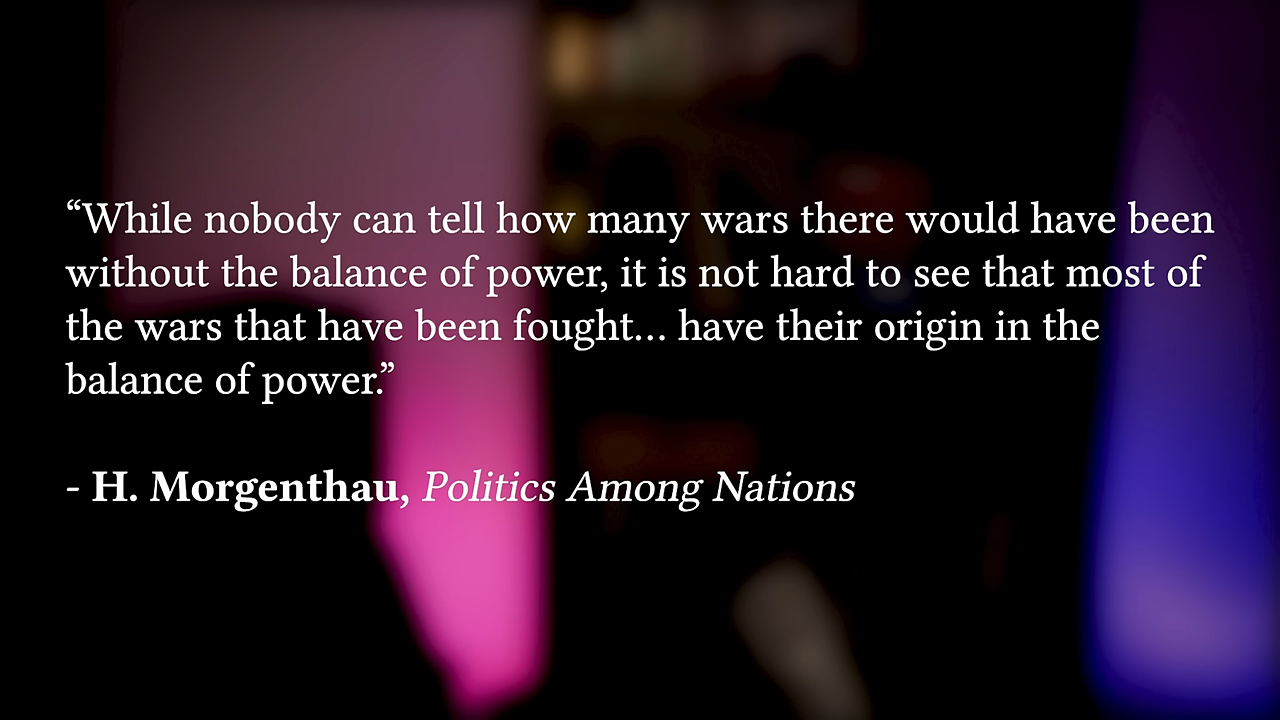 “While nobody can tell how many wars there would have been
without the balance of power, it is not hard to see that most of
the wars that have been fought... have their origin in the
balance of power.”
- H. Morgenthau, Politics Among Nations